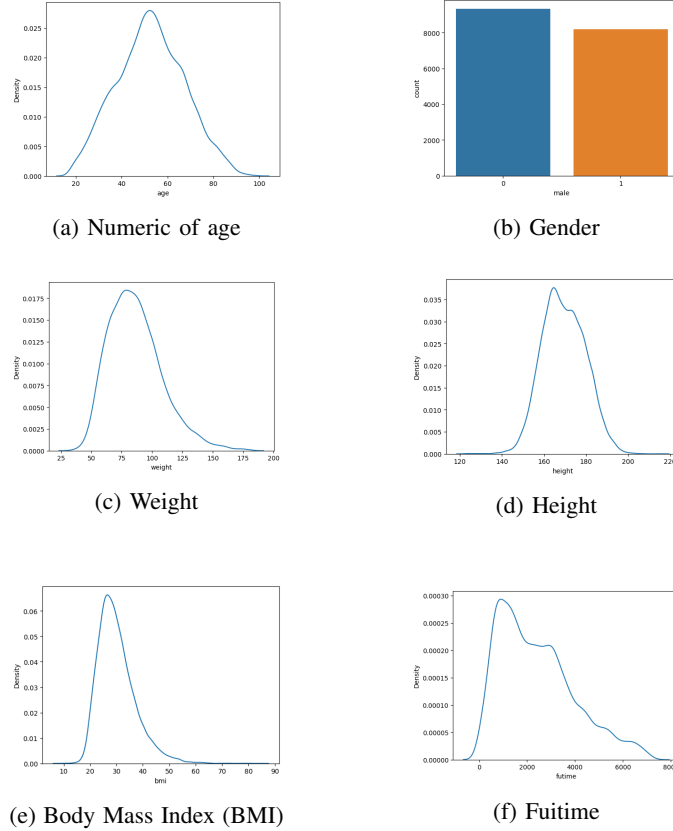 0.025
0.020
0.015
0.010
0.005
0.000
Density
20 40 60 80 100
age
(a) Numeric of age
8000
6000
4000
2000
0
count
0 1
male
(b) Gender
0.0175
0.0150
0.0125
0.0100
0.0075
0.0050
0.0025
0.0000
Density
25 50 75 100 125 150 175 200
weight
(c) Weight
0.035
0.030
0.025
0.020
0.015
0.010
0.005
0.000
Density
120 140 160 180 200 220
height
(d) Height
0.06
0.05
0.04
0.03
0.02
0.01
0.00
Density
10 20 30 40 50 60 70 80 90
bmi
(e) Body Mass Index (BMI)
0.00030
0.00025
0.00020
0.00015
0.00010
0.00005
0.00000
Density
0 2000 4000 6000 8000
futime
(f) Fuitime